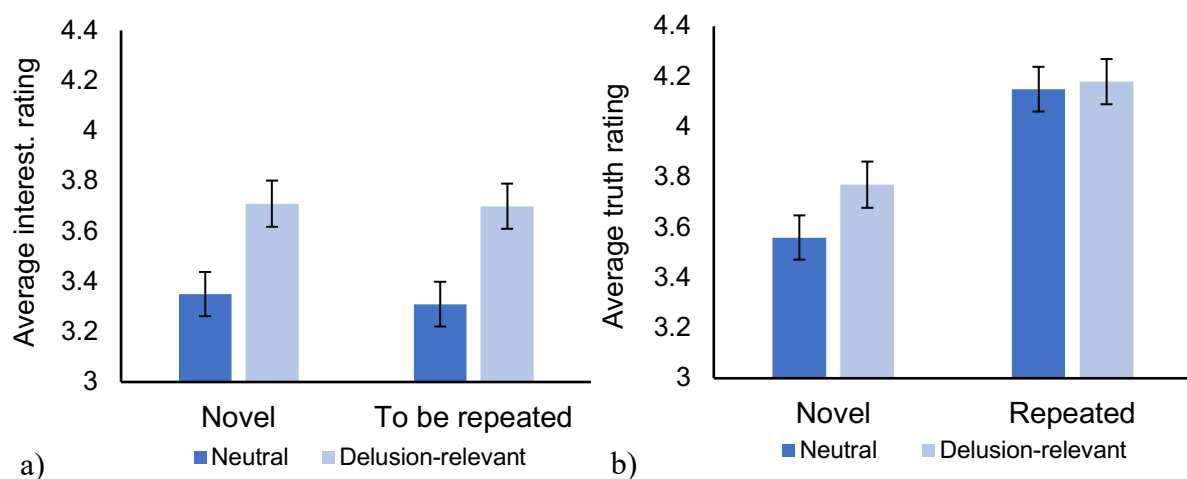 Average interest. rating
4.4
4.2
4
3.8
3.6
3.4
3.2
3
Novel
To be repeated
Neutral
Delusion-relevant
a)
Average truth rating
4.4
4.2
4
3.8
3.6
3.4
3.2
3
Novel
Repeated
Neutral
Delusion-relevant
b)